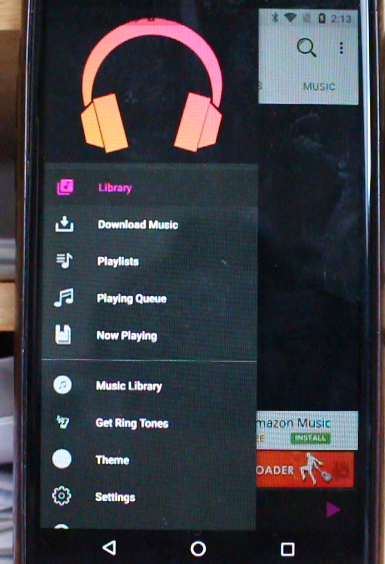 2:13
MUSIC
Library
Download Music
Playlists
Playing Queue
Now Playing
Music Library
Get Ring Tones
Theme
Settings
mazon Music
EE
INSTALL
OADER